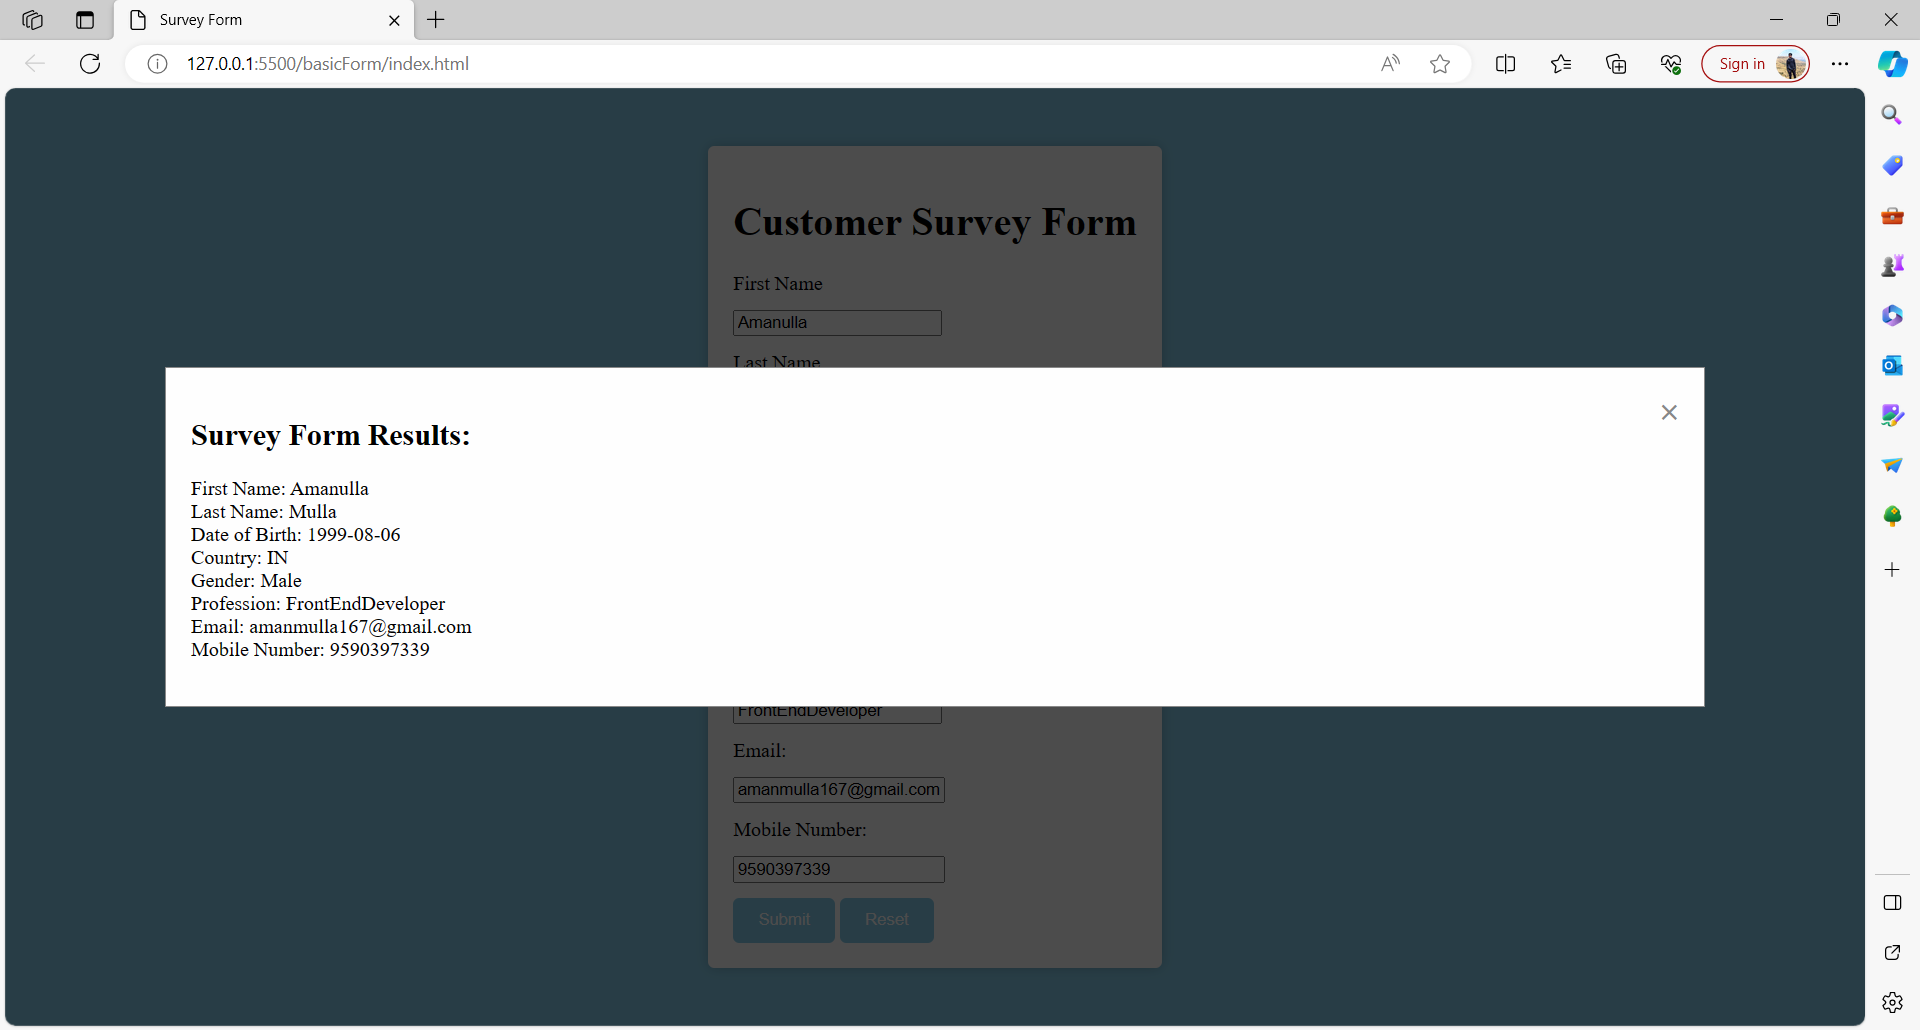 Survey Form
127.0.0.1:5500/basicForm/index.html
Sign in
Customer Survey Form
First Name
Amanulla
Last Name
Survey Form Results:
First Name: Amanulla
Last Name: Mulla
Date of Birth: 1999-08-06
Country: IN
Gender: Male
Profession: FrontEndDeveloper
Email: amanmulla167@gmail.com
Mobile Number: 9590397339
FrontEndDeveloper
Email:
amanmulla167@gmail.com
Mobile Number:
9590397339
Submit Reset